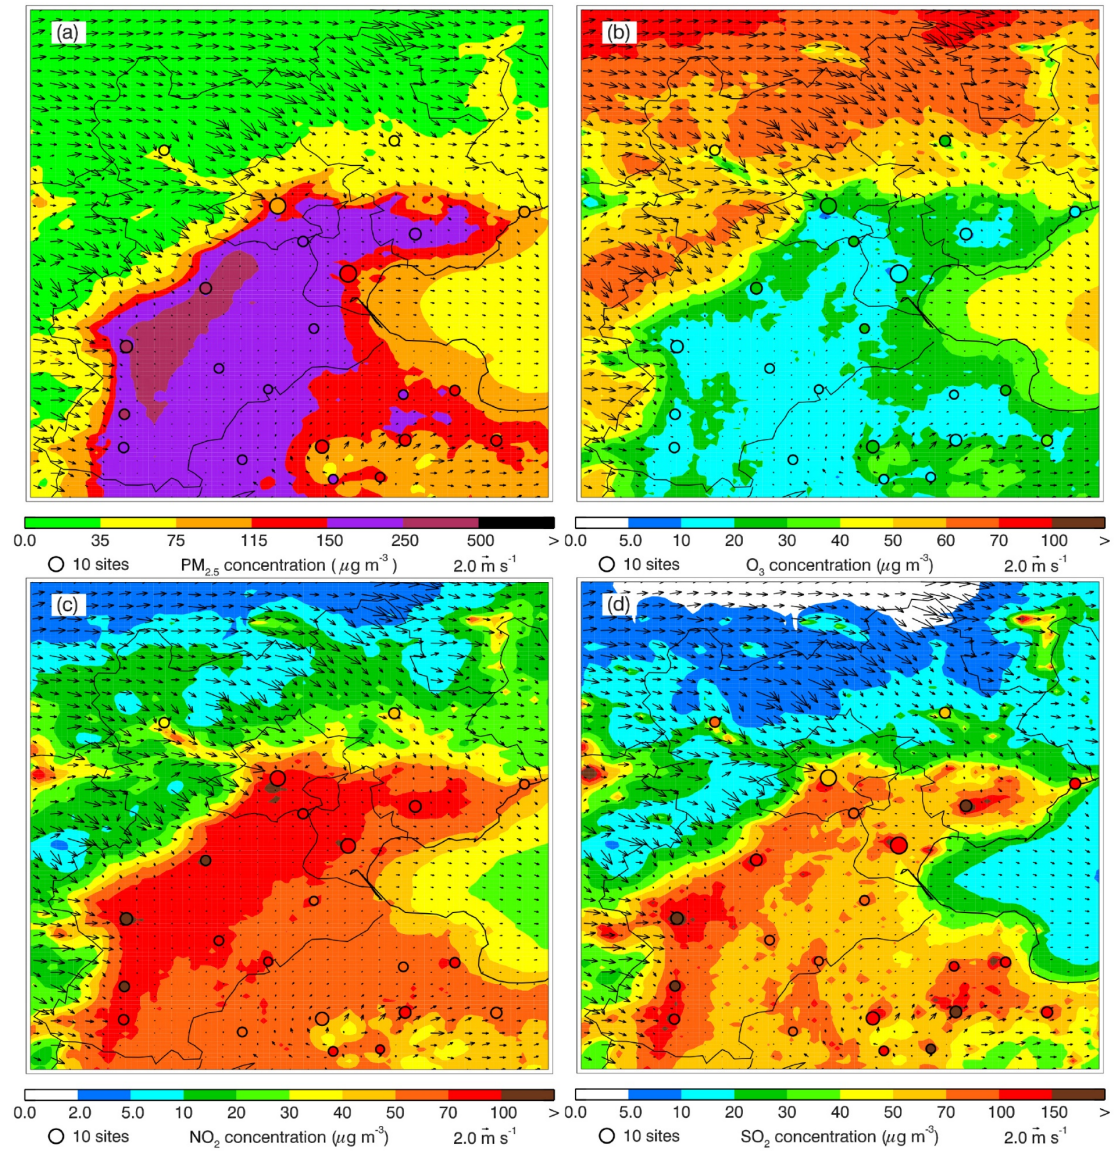 (a)
(b)
0.0 35 75 115 150 250 500 >
0.0 5.0 10 20 30 50 60 70 100 >
10 sites PM2.5 concentration (μg m-3) 2.0 m s-1
10 sites O3 concentration (μg m-3) 2.0 m s-1
(c)
(d)
0.0 2.0 5.0 10 20 30 40 50 70 100 >
0.0 5.0 10 20 30 40 50 70 100 150 >
10 sites NO2 concentration (μg m-3) 2.0 m s-1
10 sites SO2 concentration (μg m-3) 2.0 m s-1